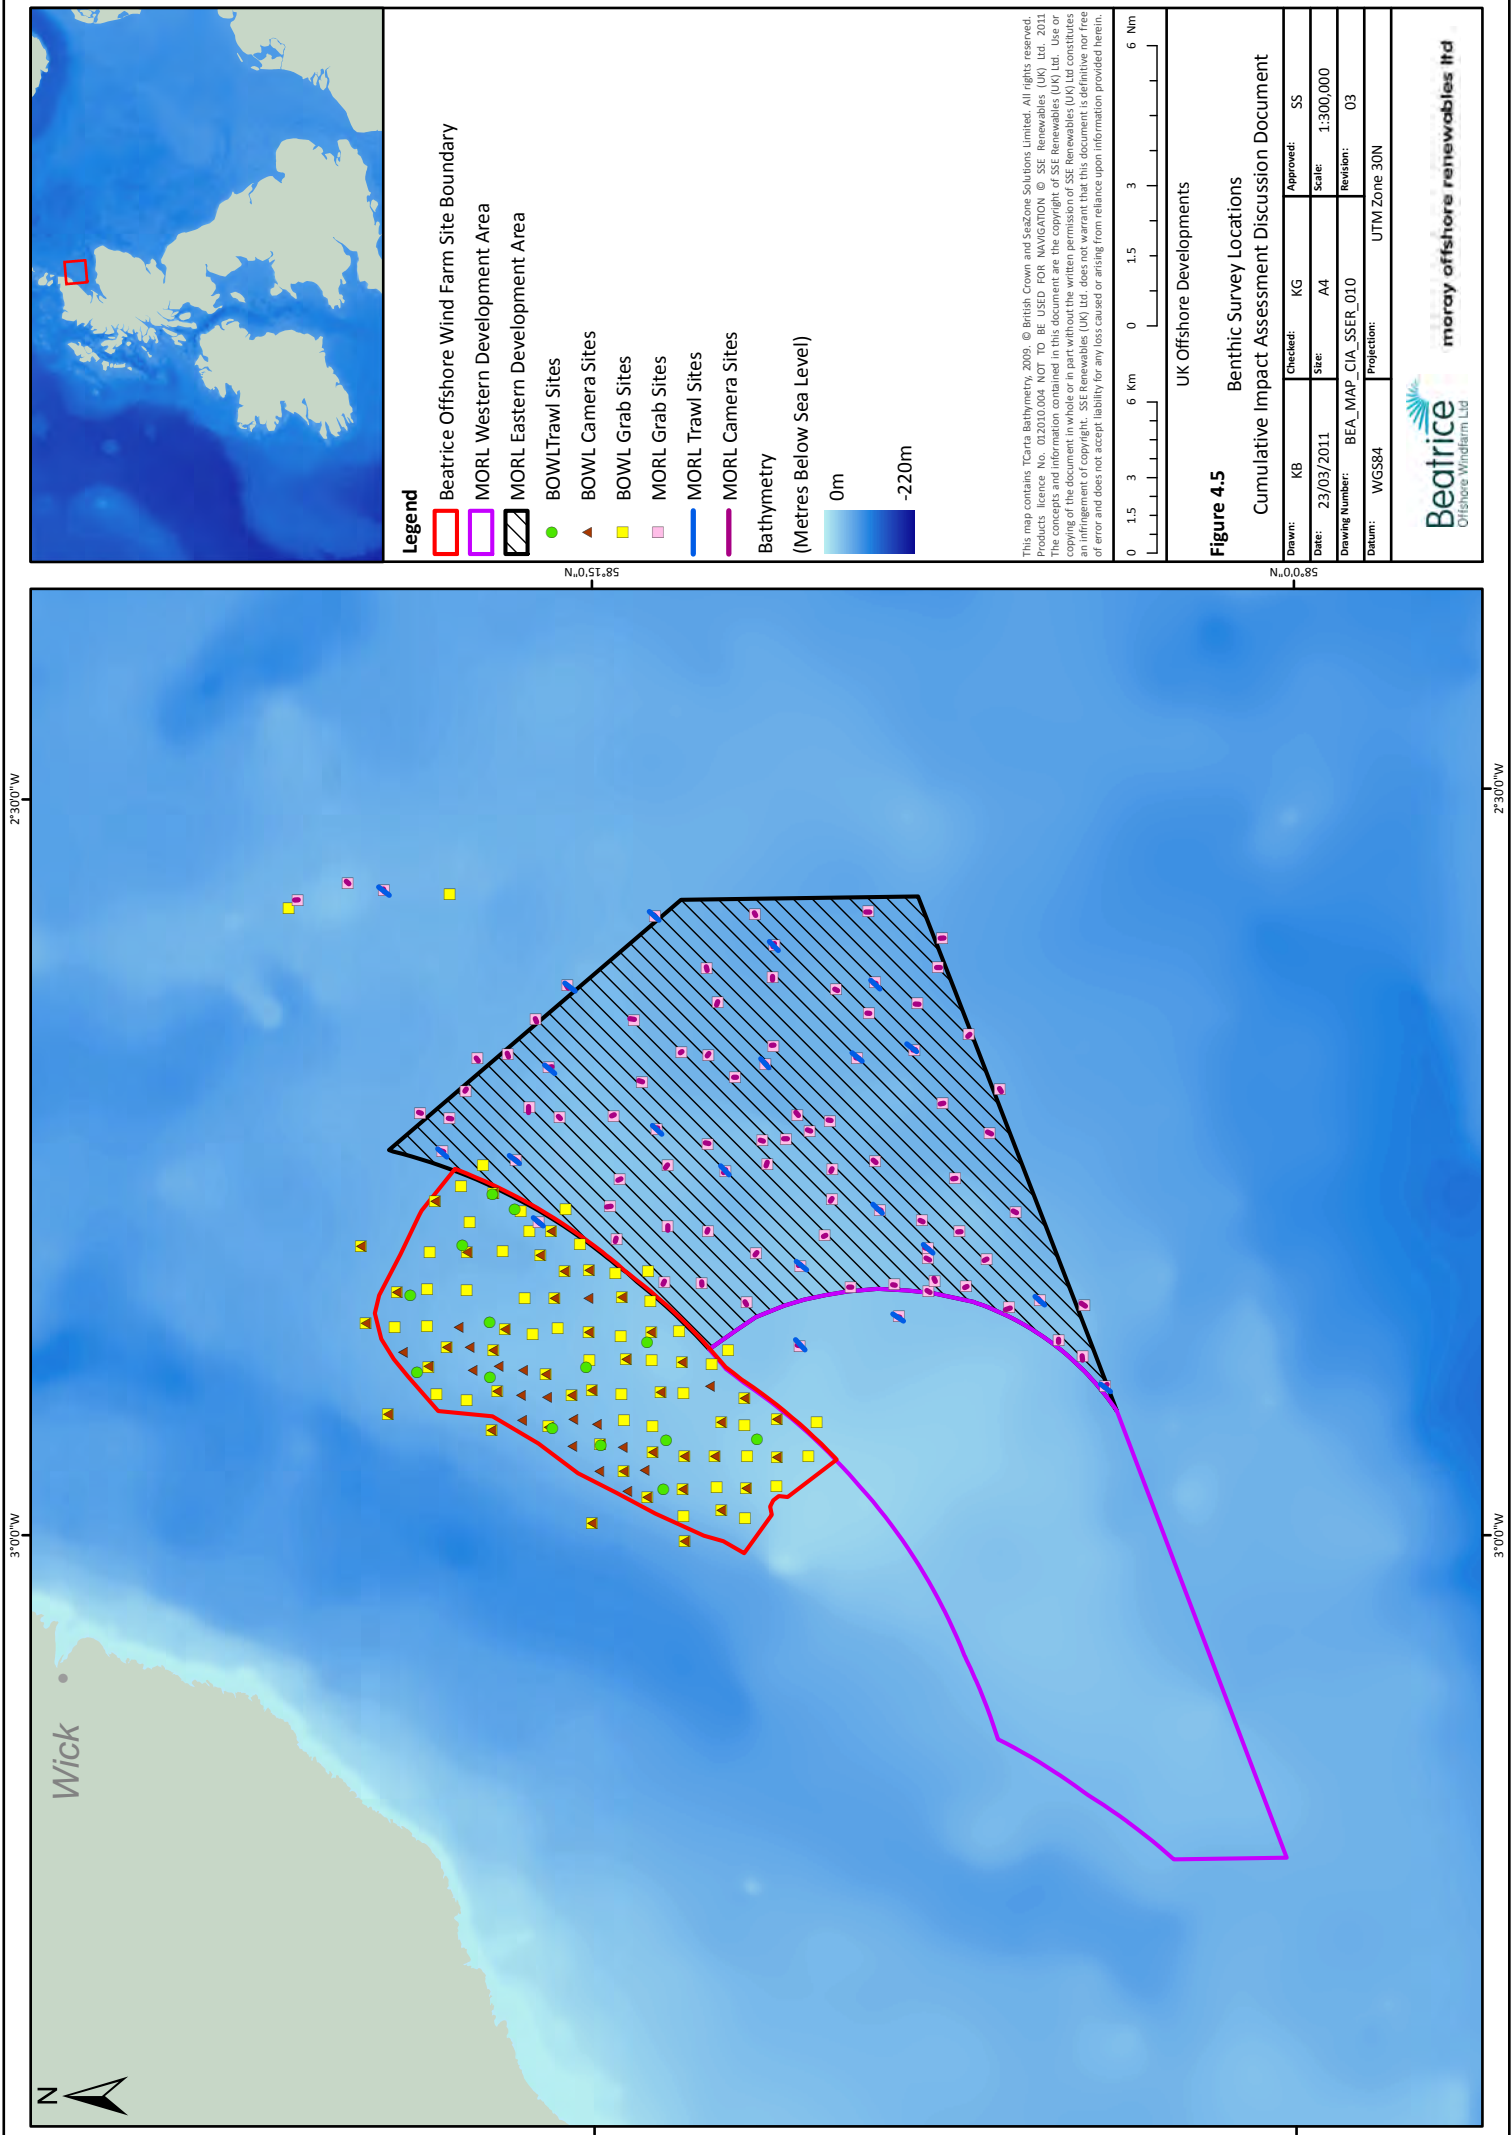 N
Wick
3°0'0"W
2°30'0"W
3°0'0"W
2°30'0"W
58°15'0"N
58°0'0"N
Legend
Beatrice Offshore Wind Farm Site Boundary
MORL Western Development Area
MORL Eastern Development Area
BOWLTrawl Sites
BOWL Camera Sites
BOWL Grab Sites
MORL Grab Sites
MORL Trawl Sites
MORL Camera Sites
Bathymetry
(Metres Below Sea Level)
0m
-220m
This map contains TCarta Bathymetry, 2009. © British Crown and SeaZone Solutions Limited. All rights reserved.
Products licence No. 012010.004 NOT TO BE USED FOR NAVIGATION © SSE Renewables (UK) Ltd. 2011
The concepts and information contained in this document are the copyright of SSE Renewables (UK) Ltd. Use or
copying of the document in whole or in part without the written permission of SSE Renewables (UK) Ltd constitutes
an infringement of copyright. SSE Renewables (UK) Ltd. does not warrant that this document is definitive nor free
of error and does not accept liability for any loss caused or arising from reliance upon information provided herein.
0 1.5 3 6 Km
0 1.5 3 6 Nm
UK Offshore Developments
Figure 4.5
Benthic Survey Locations
Cumulative Impact Assessment Discussion Document
Drawn: KB Checked: KG Approved: SS
Date: 23/03/2011 Size: A4 Scale: 1:300,000
Drawing Number: BEA_MAP_CIA_SSER_010 Revision: 03
Datum: WGS84 Projection: UTM Zone 30N
Beatrice
Offshore Windfarm Ltd
moray offshore renewables ltd